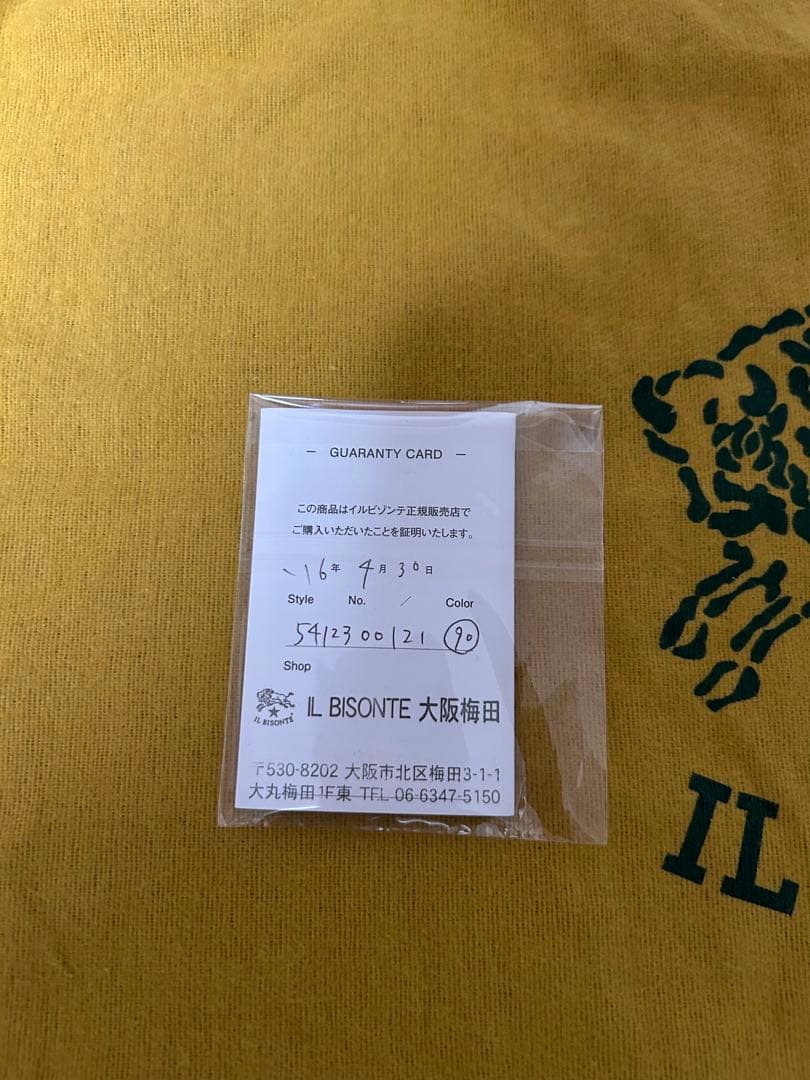 — GUARANTY CARD —
この商品はイルビゾンテ正規販売店で
ご購入いただいたことを証明いたします。
'16年 4月 30日
Style No. / Color
5412300121 90
Shop
IL BISONTE
IL BISONTE 大阪梅田
〒530-8202 大阪市北区梅田3-1-1
大丸梅田1F東 TEL 06-6347-5150
IL